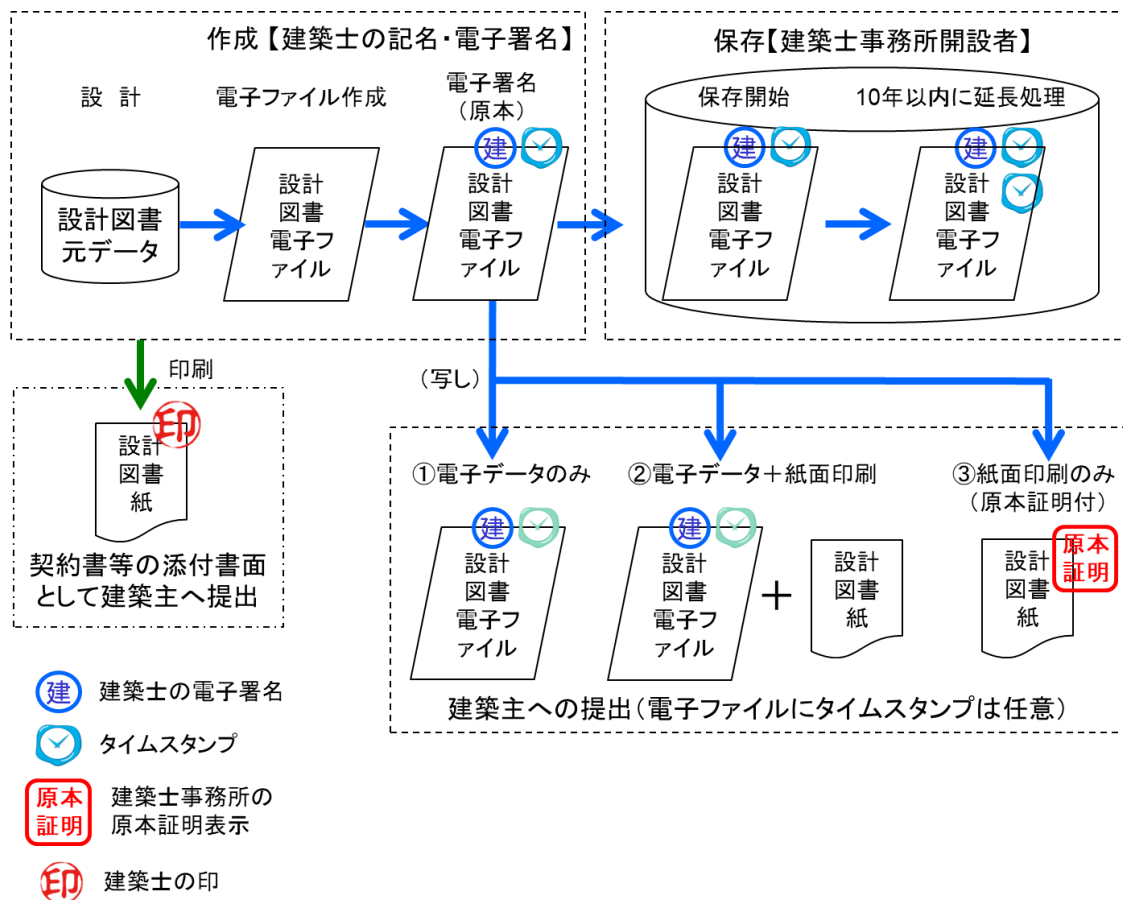 作成【建築士の記名・電子署名】
設 計
電子ファイル作成
電子署名
（原本）
設計図書
元データ
設計
図書
電子フ
ァイル
建
設計
図書
電子フ
ァイル
保存【建築士事務所開設者】
保存開始
10年以内に延長処理
建
設計
図書
電子フ
ァイル
建
設計
図書
電子フ
ァイル
印刷
印
設計
図書
紙
契約書等の添付書面
として建築主へ提出
（写し）
①電子データのみ
建
設計
図書
電子フ
ァイル
②電子データ＋紙面印刷
建
設計
図書
電子フ
ァイル
＋
設計
図書
紙
③紙面印刷のみ
（原本証明付）
原本
証明
設計
図書
紙
建築主への提出（電子ファイルにタイムスタンプは任意）
建 建築士の電子署名
タイムスタンプ
原本
証明
建築士事務所の
原本証明表示
印 建築士の印